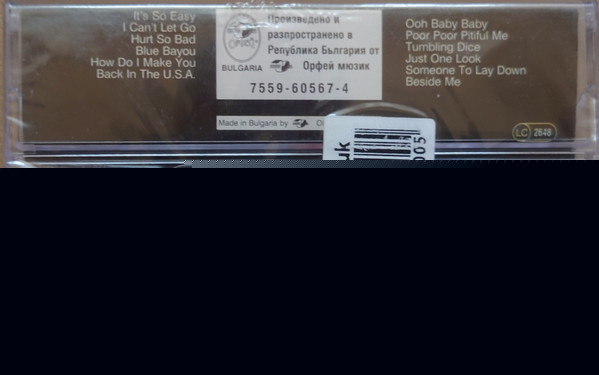 It's So Easy
I Can't Let Go
Hurt So Bad
Blue Bayou
How Do I Make You
Back In The U.S.A.
BULGARIA
Произведено и
разпространено в
Република България от
Орфей мюзик
7559-60567-4
Made in Bulgaria by
Ooh Baby Baby
Poor Poor Pitiful Me
Tumbling Dice
Just One Look
Someone To Lay Down
Beside Me
LC 2648
uk
005